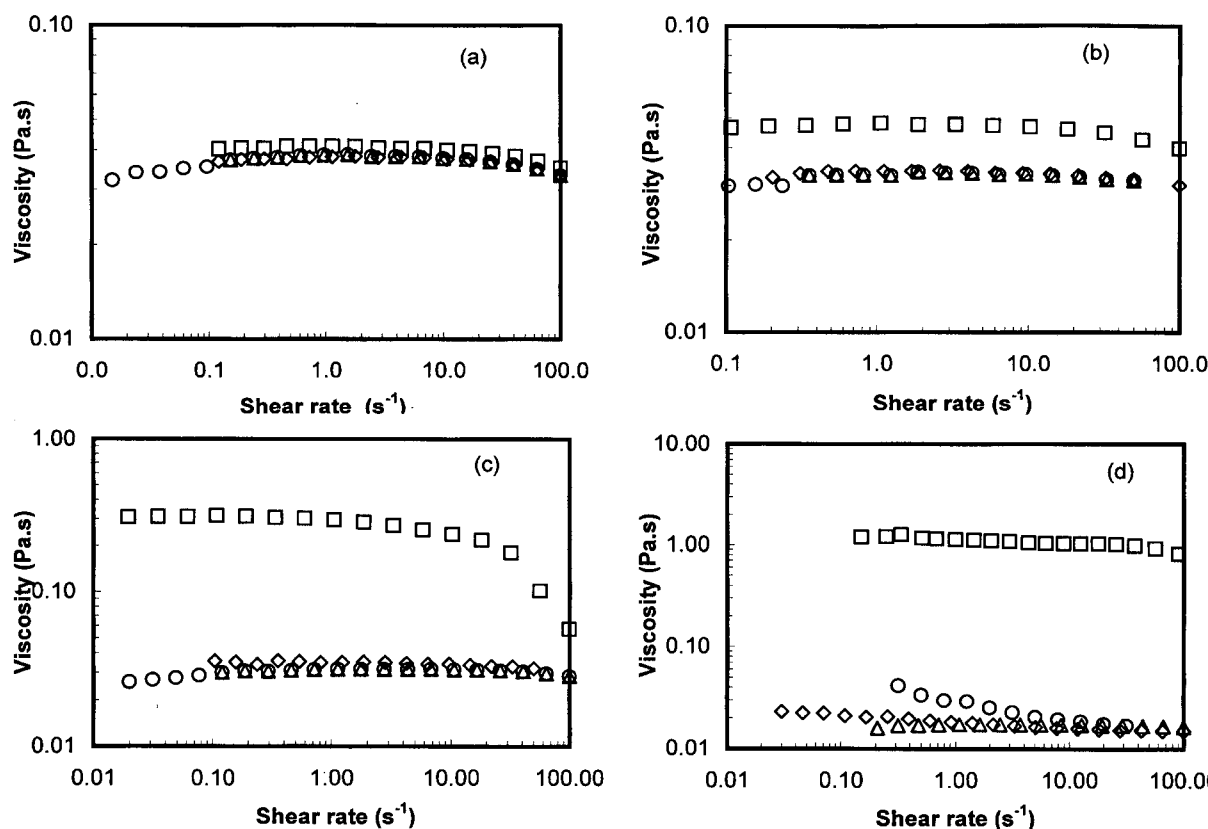 0.10
(a)
Viscosity (Pa.s)
0.01
0.0 0.1 1.0 10.0 100.0
Shear rate (s⁻¹)
0.10
(b)
Viscosity (Pa.s)
0.01
0.1 1.0 10.0 100.0
Shear rate (s⁻¹)
1.00
(c)
Viscosity (Pa.s)
0.10
0.01
0.01 0.10 1.00 10.00 100.00
Shear rate (s⁻¹)
10.00
(d)
Viscosity (Pa.s)
1.00
0.10
0.01
0.01 0.10 1.00 10.00 100.00
Shear rate (s⁻¹)